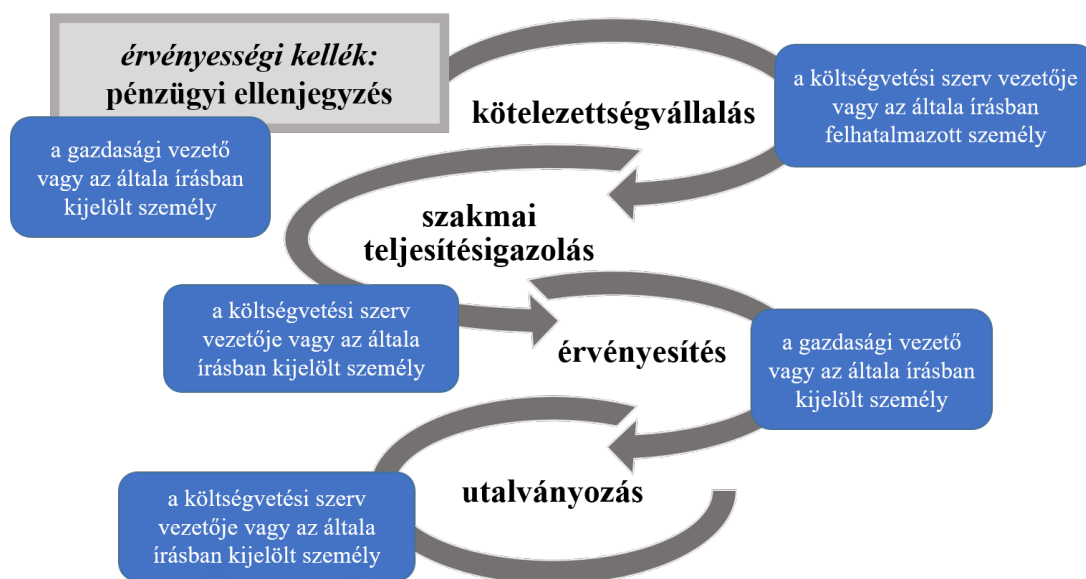 érvényességi kellék:
pénzügyi ellenjegyzés
a gazdasági vezető
vagy az általa írásban
kijelölt személy
kötelezettségvállalás
a költségvetési szerv vezetője
vagy az általa írásban
felhatalmazott személy
szakmai
teljesítésigazolás
a költségvetési szerv
vezetője vagy az általa
írásban kijelölt személy
érvényesítés
a gazdasági vezető
vagy az általa írásban
kijelölt személy
utalványozás
a költségvetési szerv
vezetője vagy az általa
írásban kijelölt személy